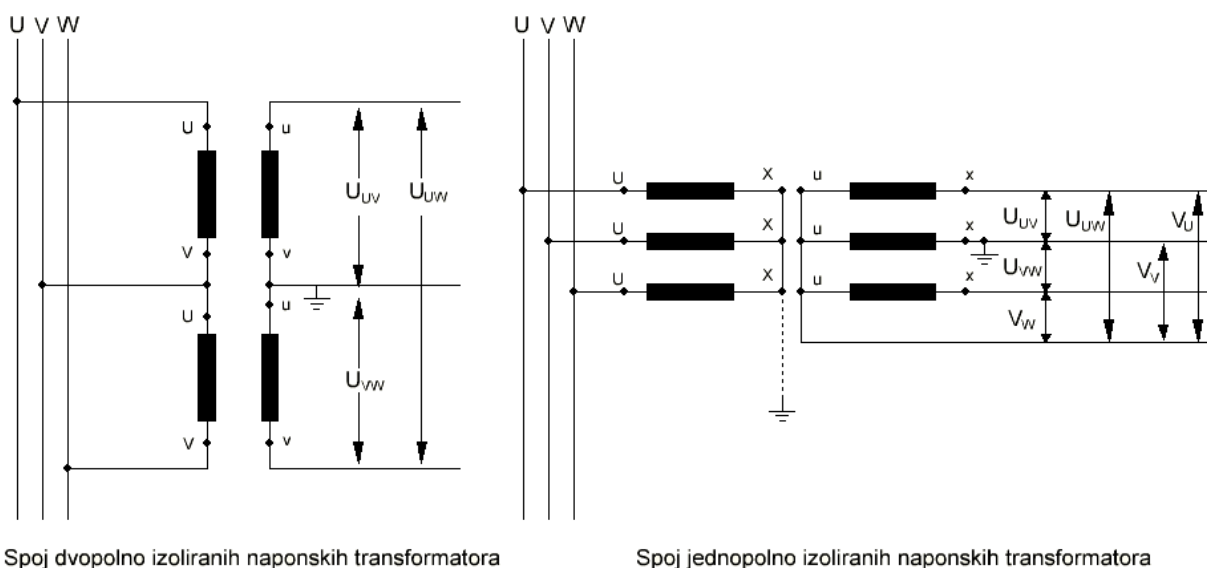 U V W
U V W
U u
U_UV U_UW
V v
U u
U_VW
V v
U X u x
U X u x
U X u x
U_UV U_UW V_U
U_VW V_V
V_W
Spoj dvopolno izoliranih naponskih transformatora
Spoj jednopolno izoliranih naponskih transformatora